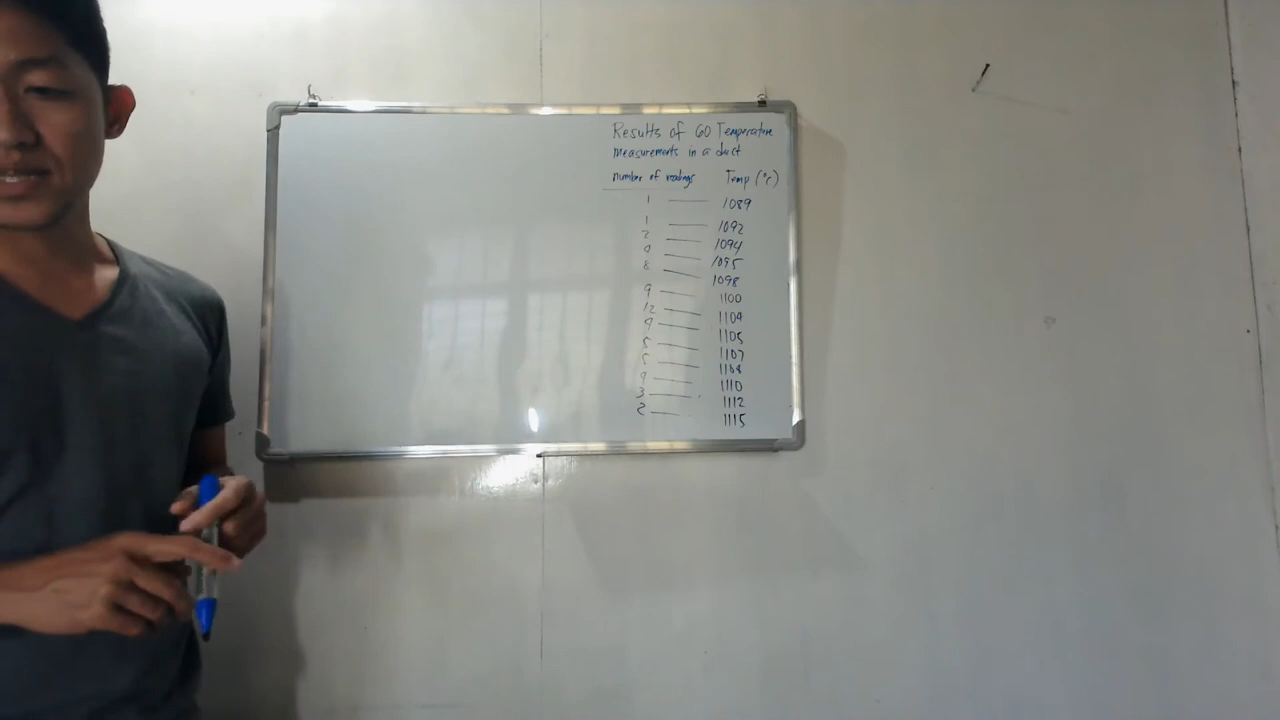 Results of 60 Temperature
measurements in a duct
number of readings Temp (°c)
1 — 1089
1 — 1092
2 — 1094
4 — 1095
8 — 1098
9 — 1100
12 — 1104
4 — 1105
5 — 1107
5 — 1108
4 — 1110
3 — 1112
2 — 1115